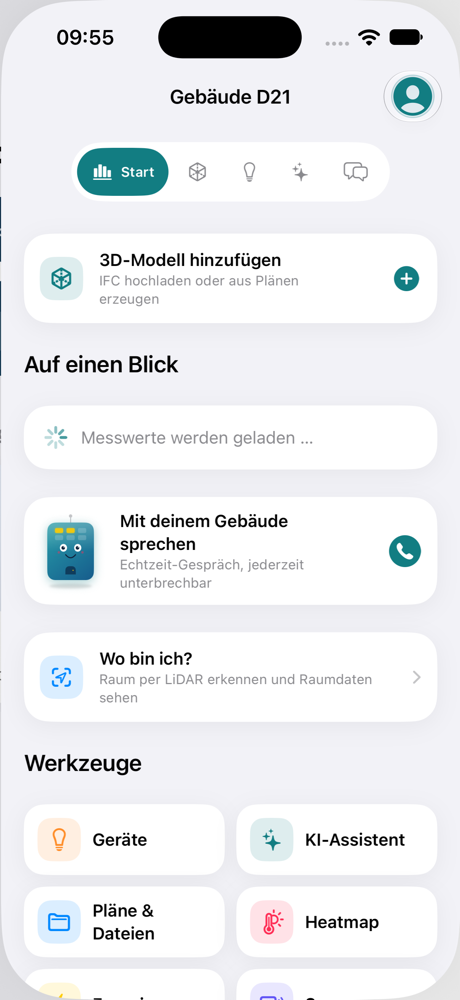 09:55
Gebäude D21
Start
3D-Modell hinzufügen
IFC hochladen oder aus Plänen
erzeugen
Auf einen Blick
Messwerte werden geladen ...
Mit deinem Gebäude
sprechen
Echtzeit-Gespräch, jederzeit
unterbrechbar
Wo bin ich?
Raum per LiDAR erkennen und Raumdaten
sehen
Werkzeuge
Geräte
KI-Assistent
Pläne &
Dateien
Heatmap